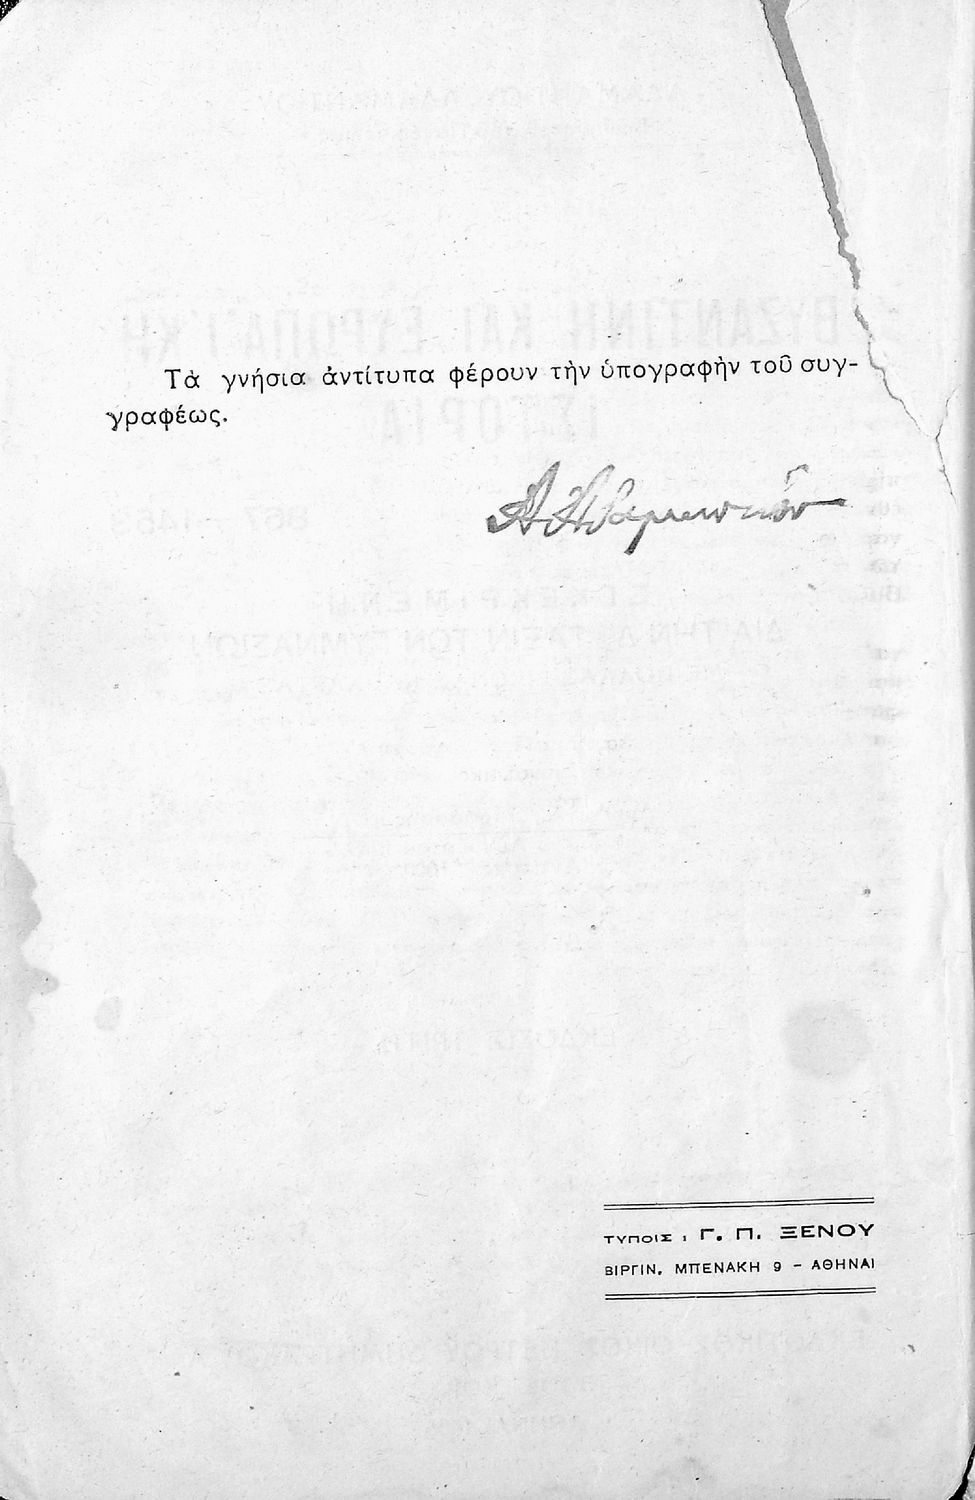 Τὰ γνήσια ἀντίτυπα φέρουν τὴν ὑπογραφὴν τοῦ συγ-
γραφέως.
ΤΥΠΟΙΣ : Γ. Π. ΞΕΝΟΥ
ΒΙΡΓΙΝ. ΜΠΕΝΑΚΗ 9 – ΑΘΗΝΑΙ